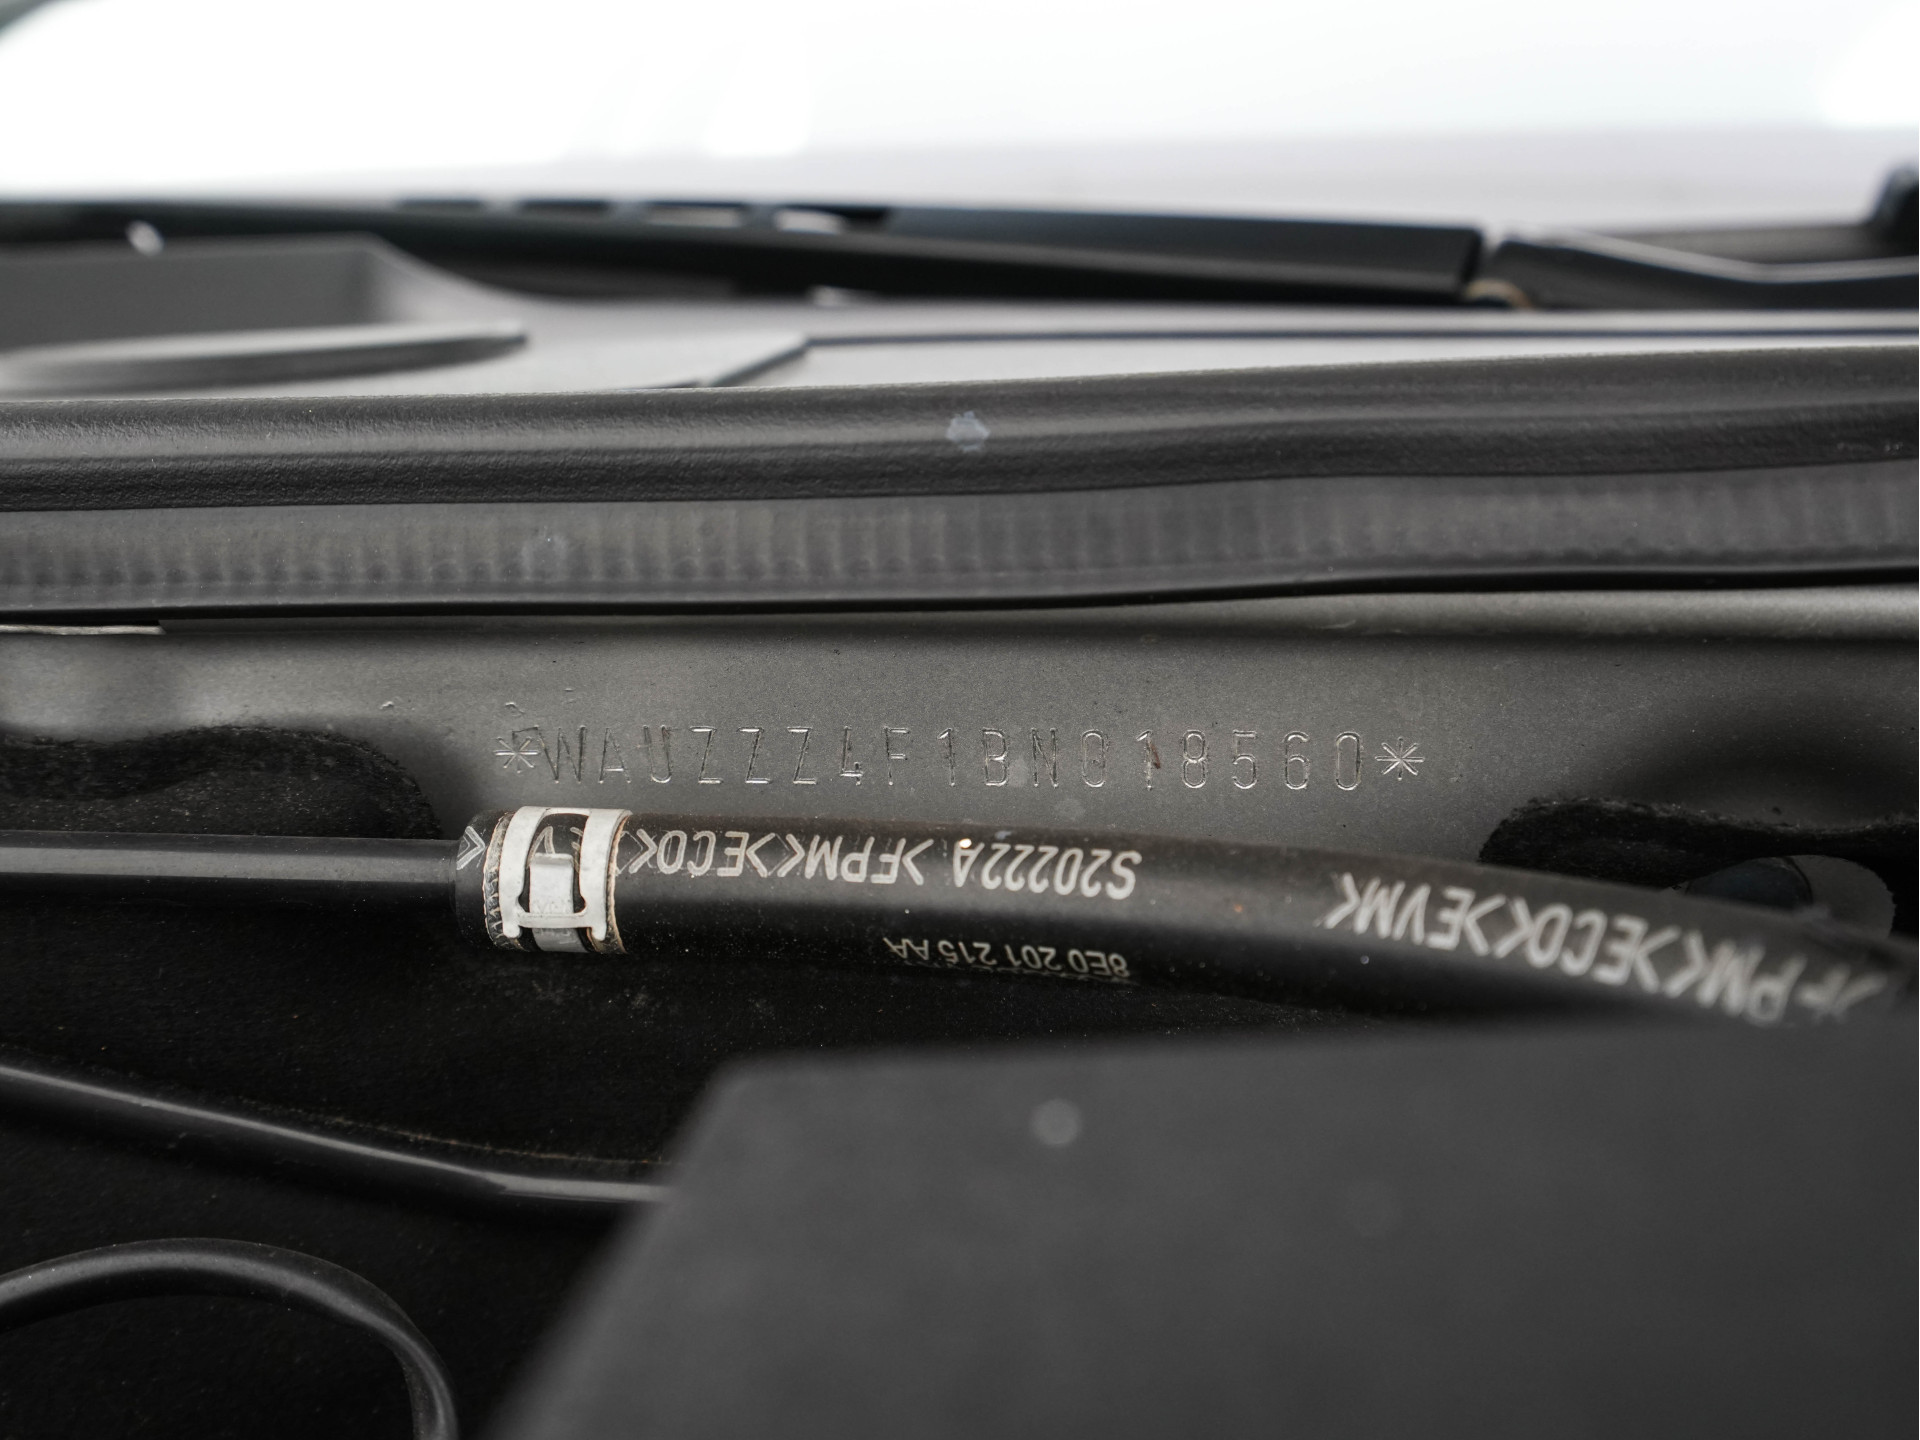 *WAUZZZ4F1BN018560*
S20222A >FPM<>ECO<
8E0 201 215 AA
>FPM<>ECO<>EVM<